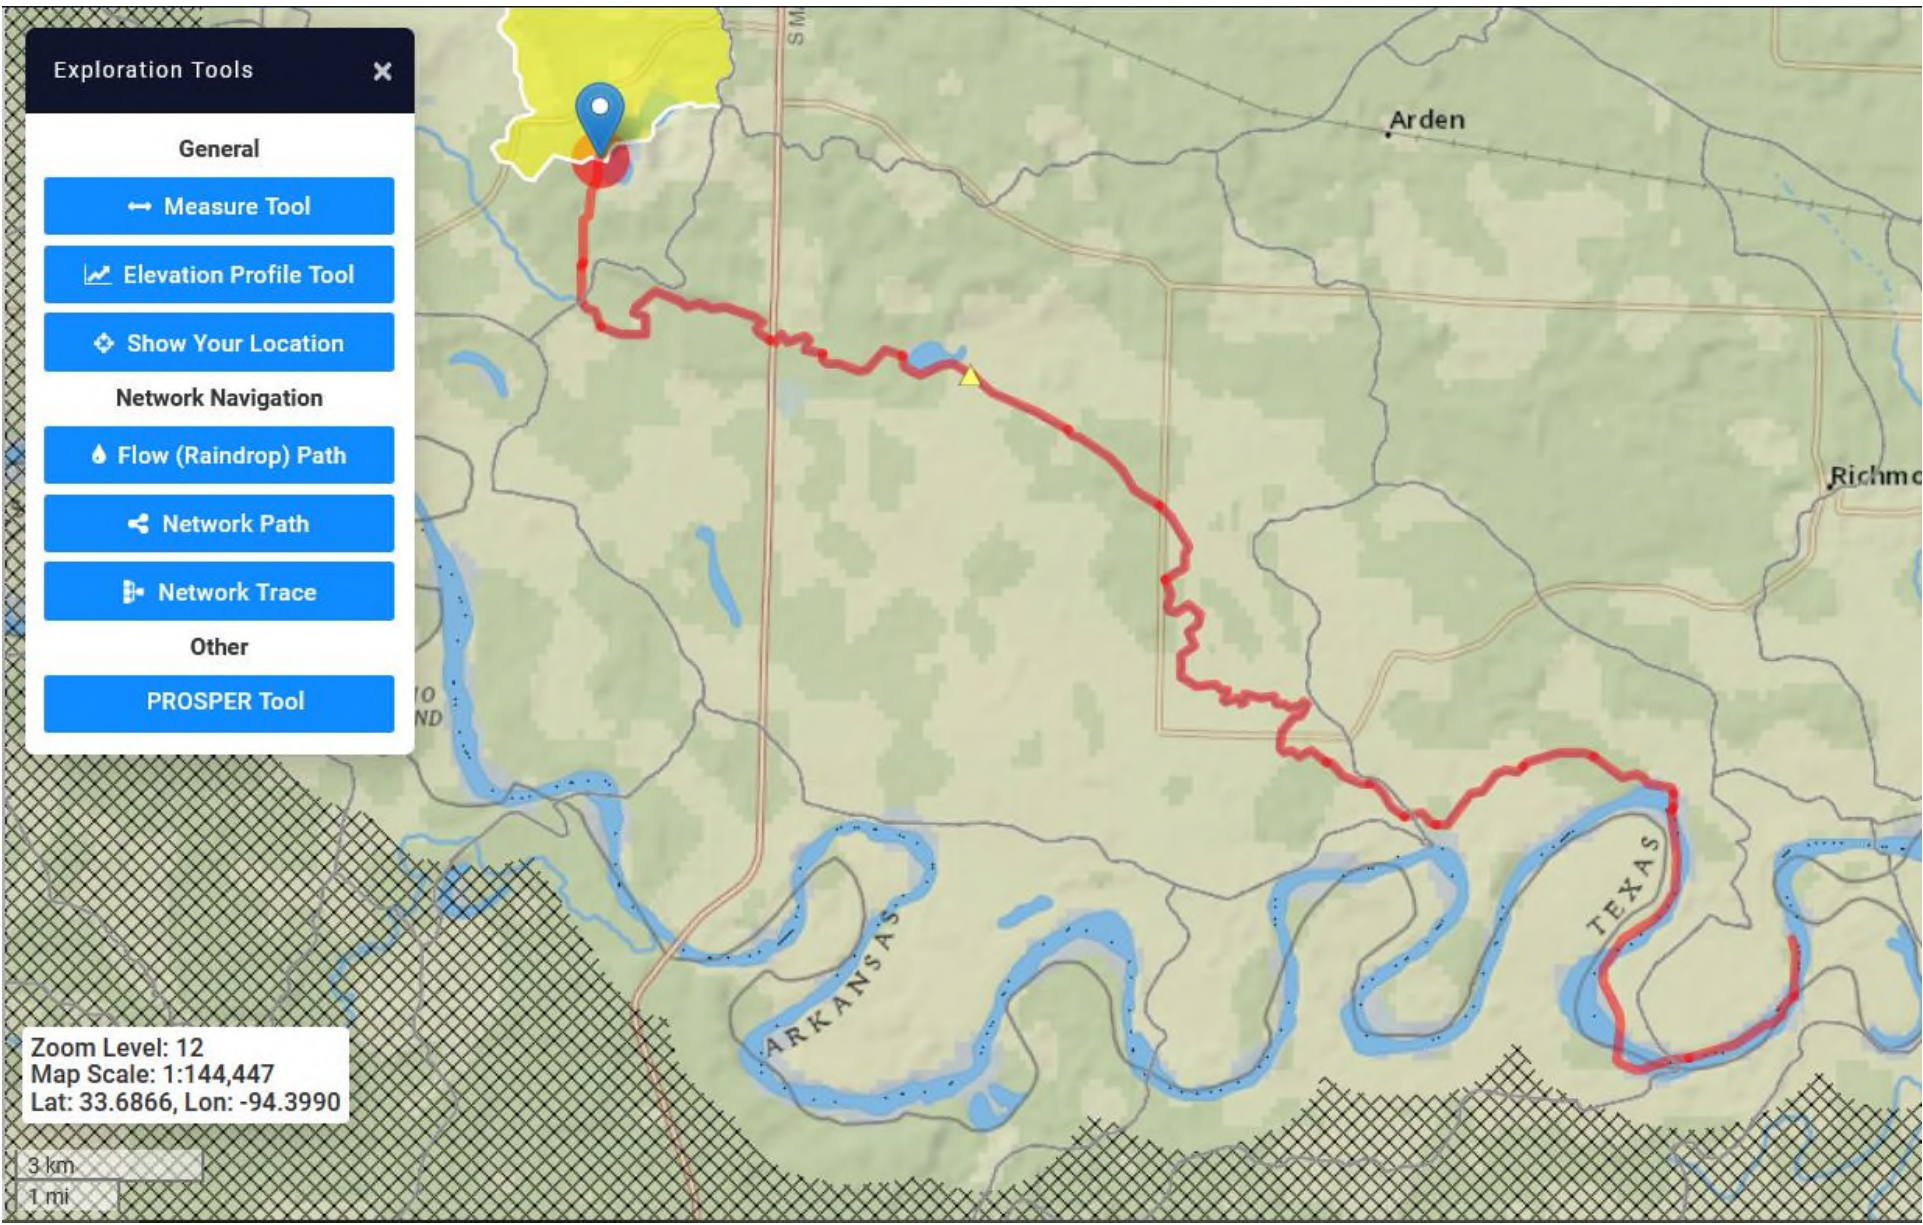 Exploration Tools ×
General
Measure Tool
Elevation Profile Tool
Show Your Location
Network Navigation
Flow (Raindrop) Path
Network Path
Network Trace
Other
PROSPER Tool
S M
Arden
Richmo
IO
ND
TEXAS
ARKANSAS
Zoom Level: 12
Map Scale: 1:144,447
Lat: 33.6866, Lon: -94.3990
3 km
1 mi